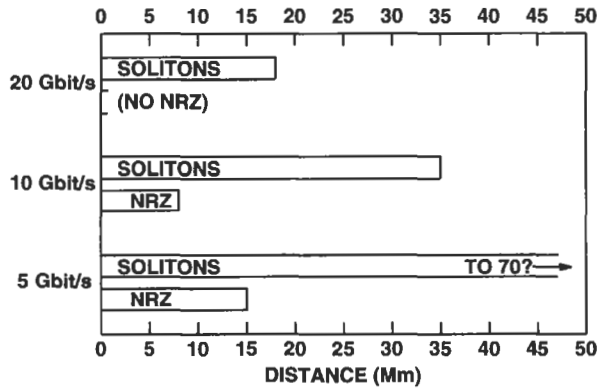 0 5 10 15 20 25 30 35 40 45 50
SOLITONS
20 Gbit/s
(NO NRZ)
SOLITONS
10 Gbit/s
NRZ
SOLITONS TO 70?
5 Gbit/s
NRZ
0 5 10 15 20 25 30 35 40 45 50
DISTANCE (Mm)